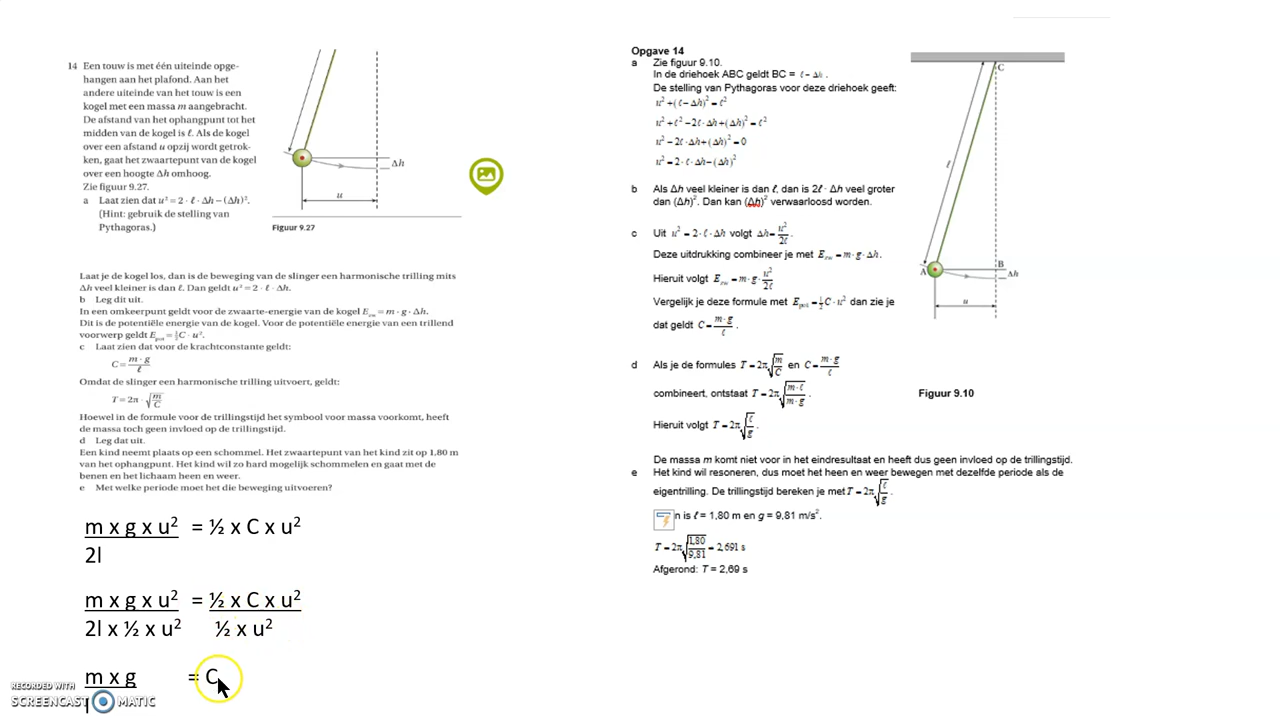 14 Een touw is met één uiteinde opge-
hangen aan het plafond. Aan het
andere uiteinde van het touw is een
kogel met een massa m aangebracht.
De afstand van het ophangpunt tot het
midden van de kogel is ℓ. Als de kogel
over een afstand u opzij wordt getrok-
ken, gaat het zwaartepunt van de kogel
over een hoogte Δh omhoog.
Zie figuur 9.27.
a Laat zien dat u² = 2 · ℓ · Δh − (Δh)².
(Hint: gebruik de stelling van
Pythagoras.)
Δh
u
Figuur 9.27
Laat je de kogel los, dan is de beweging van de slinger een harmonische trilling mits
Δh veel kleiner is dan ℓ. Dan geldt u² = 2 · ℓ · Δh.
b Leg dit uit.
In een omkeerpunt geldt voor de zwaarte-energie van de kogel Ezw = m · g · Δh.
Dit is de potentiële energie van de kogel. Voor de potentiële energie van een trillend
voorwerp geldt Epot = ½C · u².
c Laat zien dat voor de krachtconstante geldt:
C = m · g / ℓ
Omdat de slinger een harmonische trilling uitvoert, geldt:
T = 2π · √(m/C)
Hoewel in de formule voor de trillingstijd het symbool voor massa voorkomt, heeft
de massa toch geen invloed op de trillingstijd.
d Leg dat uit.
Een kind neemt plaats op een schommel. Het zwaartepunt van het kind zit op 1,80 m
van het ophangpunt. Het kind wil zo hard mogelijk schommelen en gaat met de
benen en het lichaam heen en weer.
e Met welke periode moet het die beweging uitvoeren?
m x g x u² = ½ x C x u²
2l
m x g x u² = ½ x C x u²
2l x ½ x u² ½ x u²
m x g = C
l
RECORDED WITH
SCREENCAST MATIC
Opgave 14
a Zie figuur 9.10.
In de driehoek ABC geldt BC = ℓ − Δh .
De stelling van Pythagoras voor deze driehoek geeft:
u² + (ℓ − Δh)² = ℓ²
u² + ℓ² − 2ℓ · Δh + (Δh)² = ℓ²
u² − 2ℓ · Δh + (Δh)² = 0
u² = 2 · ℓ · Δh − (Δh)²
b Als Δh veel kleiner is dan ℓ, dan is 2ℓ · Δh veel groter
dan (Δh)². Dan kan (Δh)² verwaarloosd worden.
c Uit u² = 2 · ℓ · Δh volgt Δh = u²/2ℓ .
Deze uitdrukking combineer je met Ezw = m · g · Δh.
Hieruit volgt Ezw = m · g · u²/2ℓ
Vergelijk je deze formule met Epot = ½C · u² dan zie je
dat geldt C = m · g / ℓ .
d Als je de formules T = 2π√(m/C) en C = m · g / ℓ
combineert, ontstaat T = 2π√(m · ℓ / m · g) .
Hieruit volgt T = 2π√(ℓ/g) .
De massa m komt niet voor in het eindresultaat en heeft dus geen invloed op de trillingstijd.
e Het kind wil resoneren, dus moet het heen en weer bewegen met dezelfde periode als de
eigentrilling. De trillingstijd bereken je met T = 2π√(ℓ/g) .
n is ℓ = 1,80 m en g = 9,81 m/s².
T = 2π√(1,80/9,81) = 2,691 s
Afgerond: T = 2,69 s
C
ℓ
A
B
Δh
u
Figuur 9.10